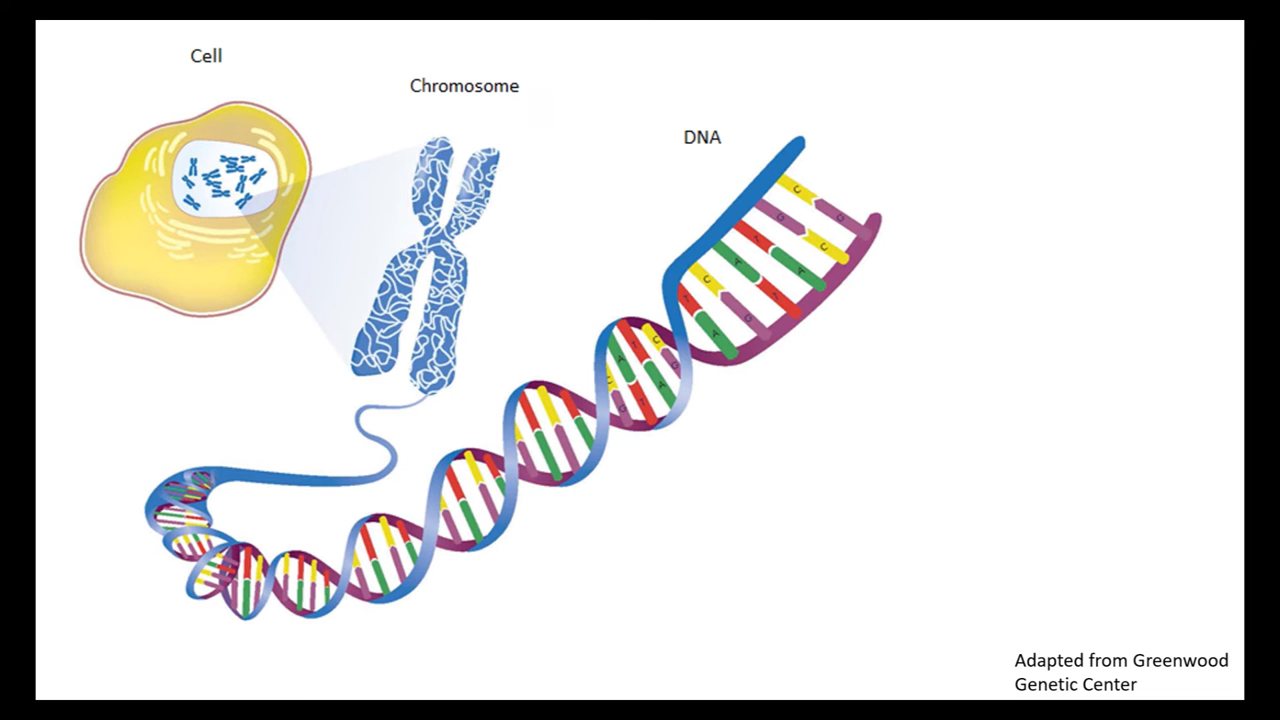 Cell
Chromosome
DNA
C G
G C
T A
A T
C G
T A
Adapted from Greenwood
Genetic Center